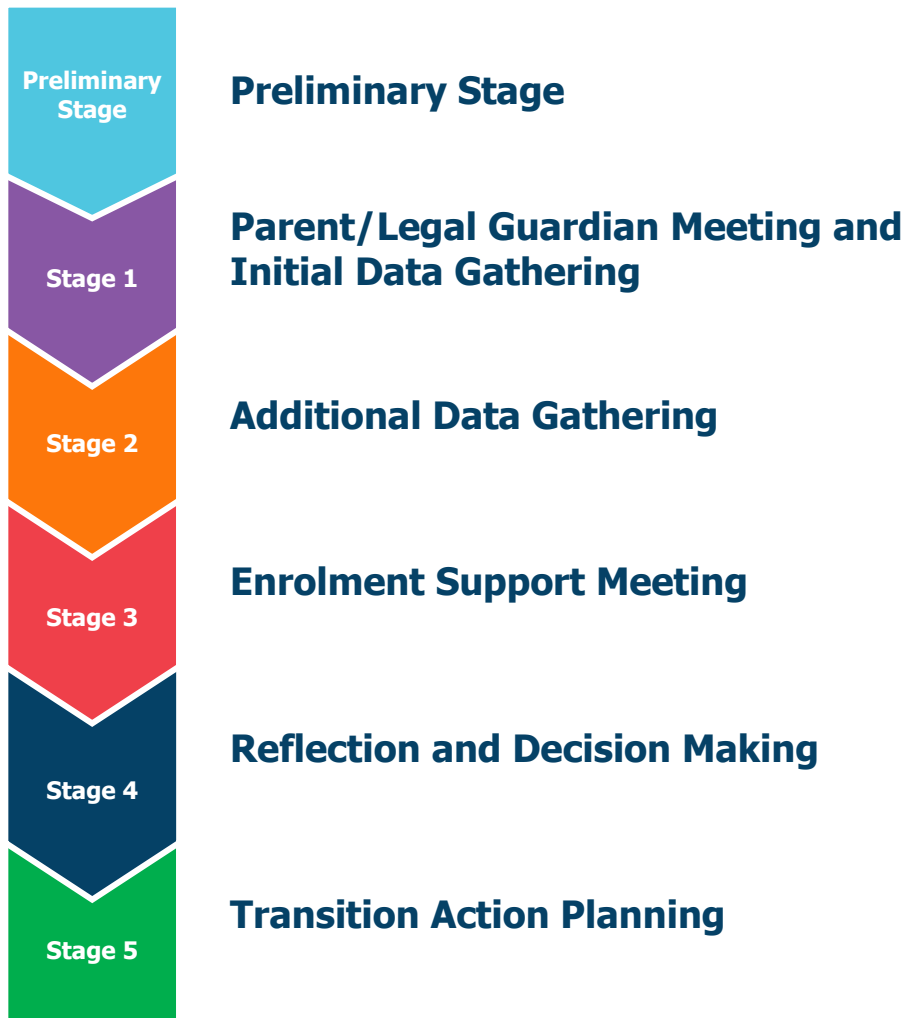 Preliminary
Stage
Preliminary Stage
Stage 1
Parent/Legal Guardian Meeting and
Initial Data Gathering
Stage 2
Additional Data Gathering
Stage 3
Enrolment Support Meeting
Stage 4
Reflection and Decision Making
Stage 5
Transition Action Planning